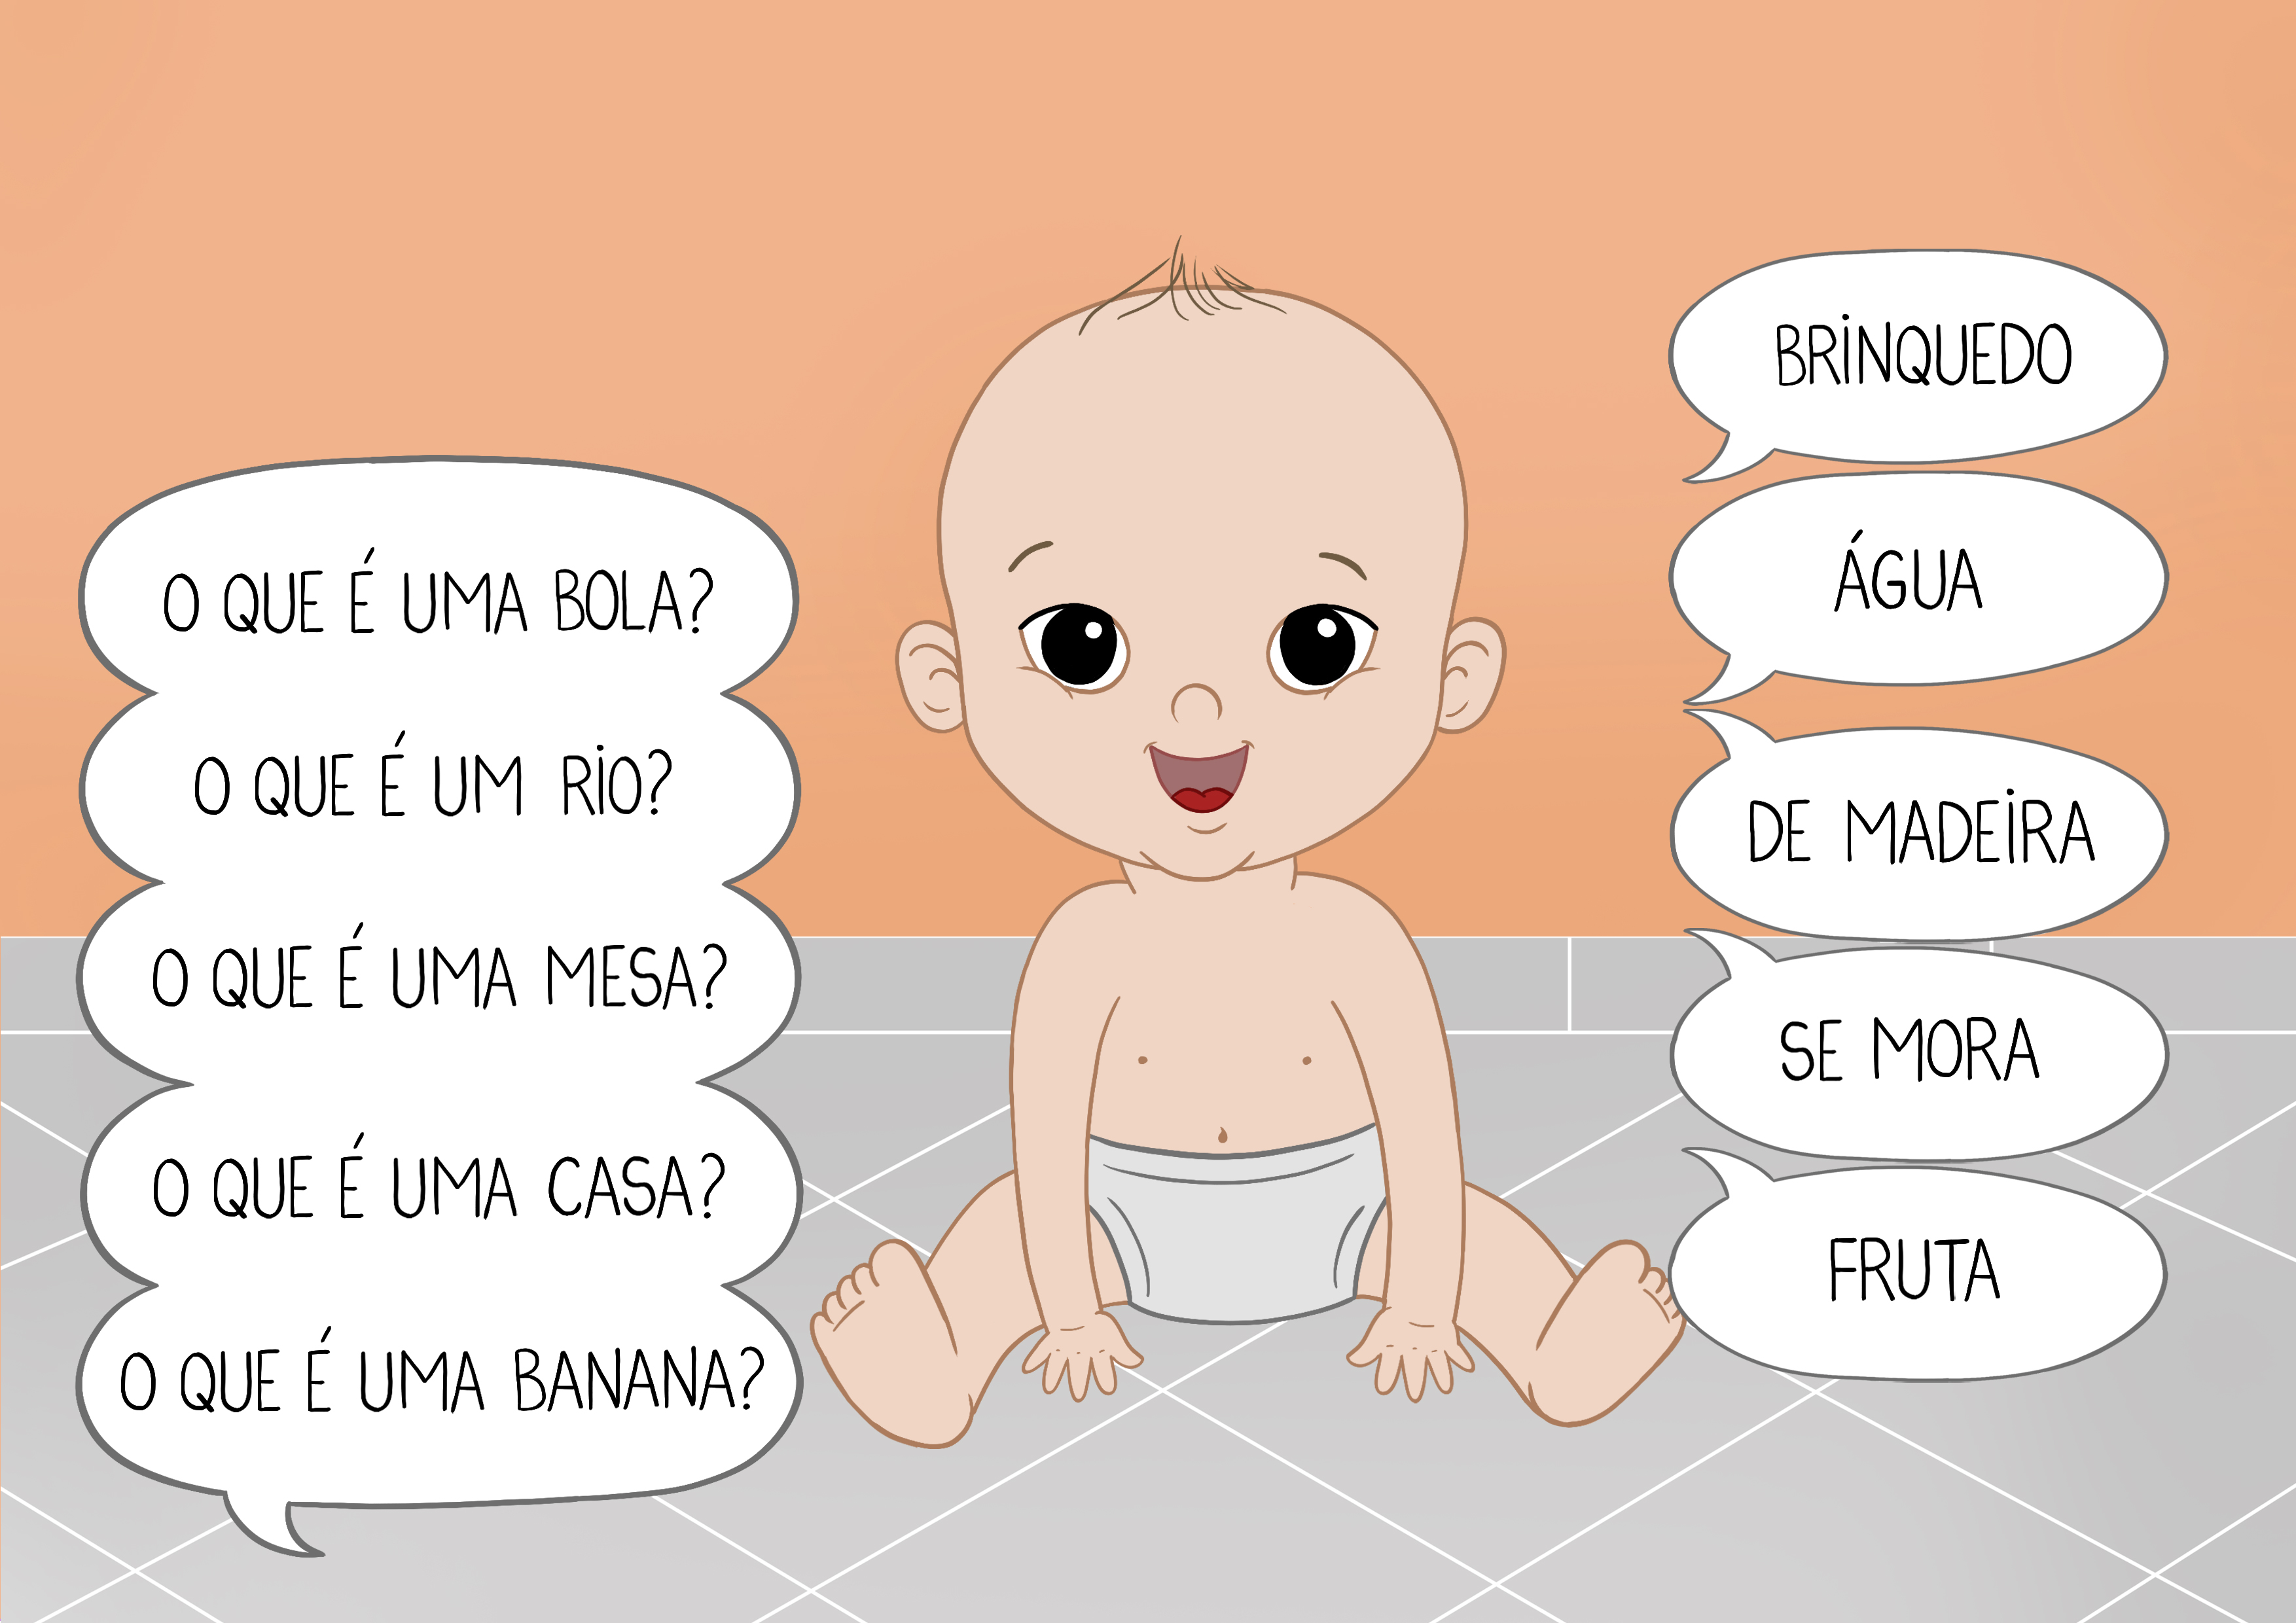 O QUE É UMA BOLA?
O QUE É UM RIO?
O QUE É UMA MESA?
O QUE É UMA CASA?
O QUE É UMA BANANA?
BRINQUEDO
ÁGUA
DE MADEIRA
SE MORA
FRUTA